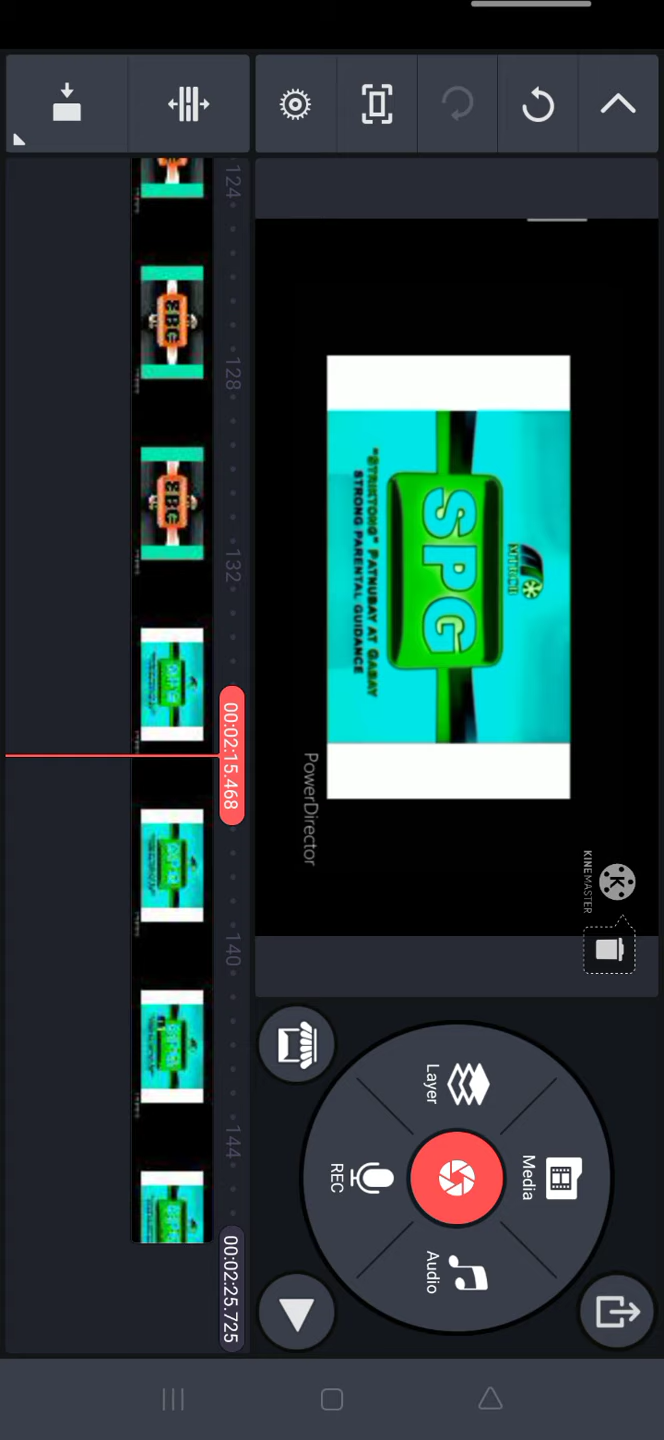 KINEMASTER
SPG
"STRIKTONG" PATNUBAY AT GABAY
STRONG PARENTAL GUIDANCE
PowerDirector
Media
Layer
REC
Audio
124
128
132
00:02:15.468
140
144
00:02:25.725